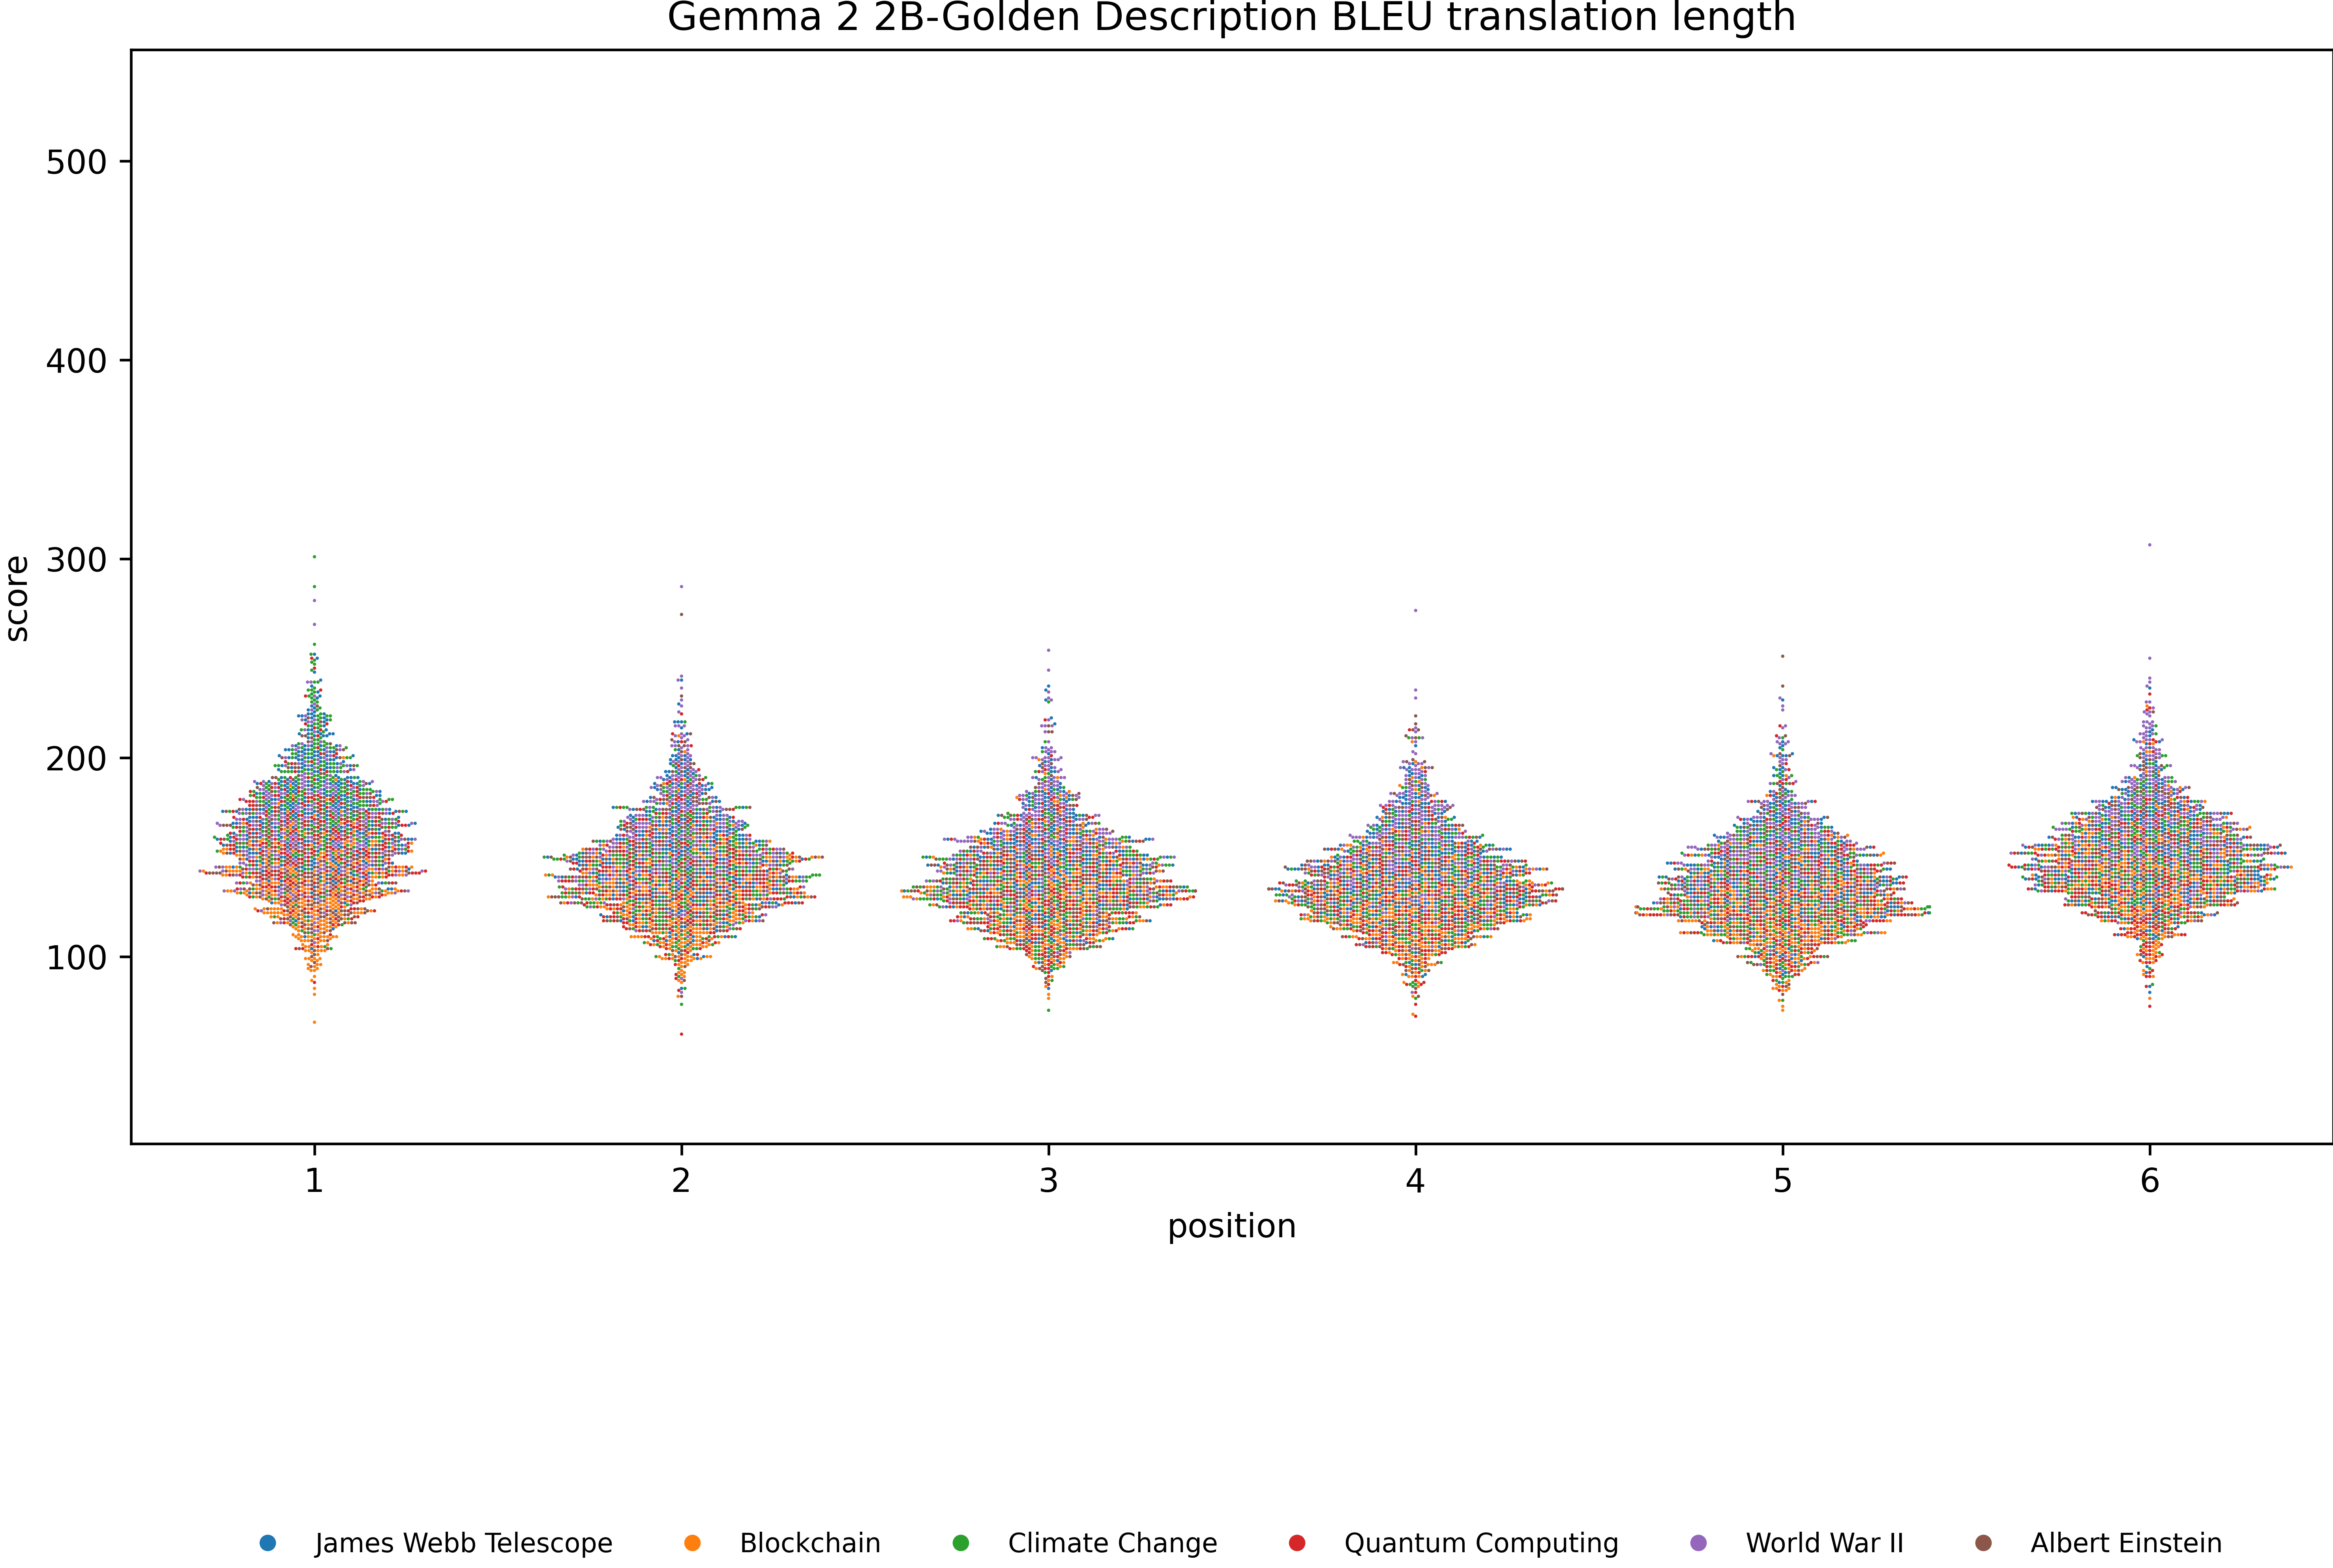 Gemma 2 2B-Golden Description BLEU translation length
500
400
300
200
100
score
1 2 3 4 5 6
position
James Webb Telescope Blockchain Climate Change Quantum Computing World War II Albert Einstein